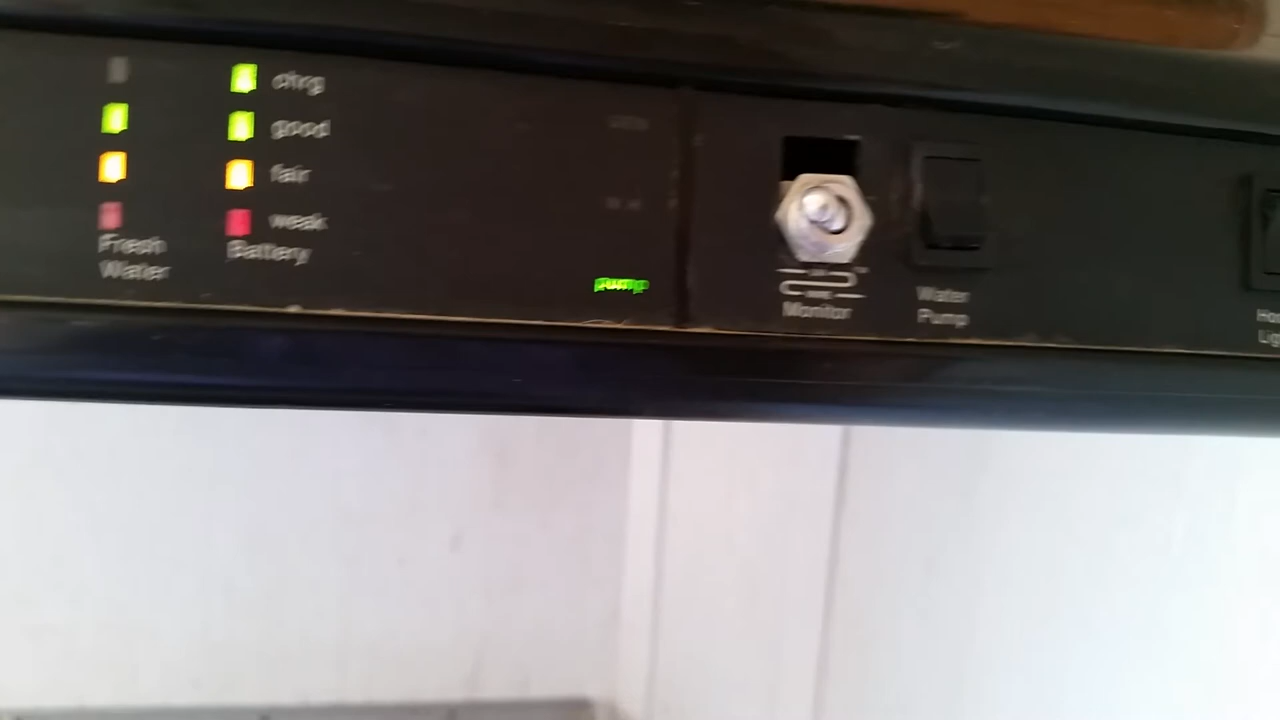 chrg
good
fair
weak
Fresh
Water
Battery
pump
Monitor
Water
Pump